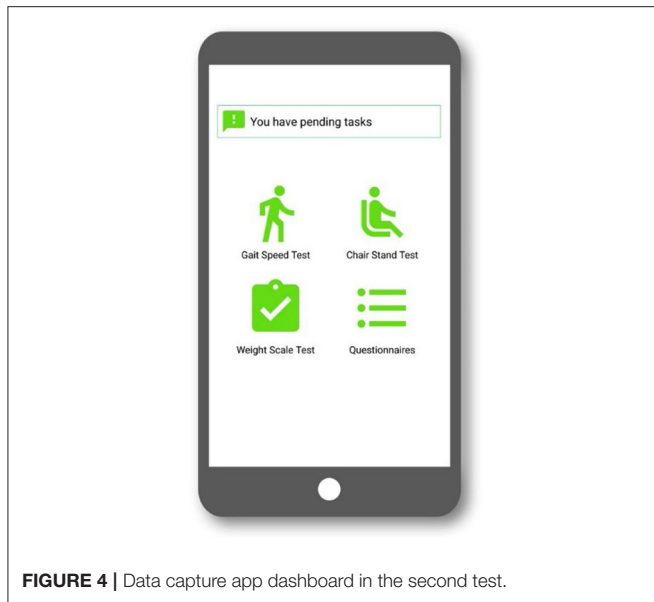 You have pending tasks
Gait Speed Test
Chair Stand Test
Weight Scale Test
Questionnaires
FIGURE 4 | Data capture app dashboard in the second test.